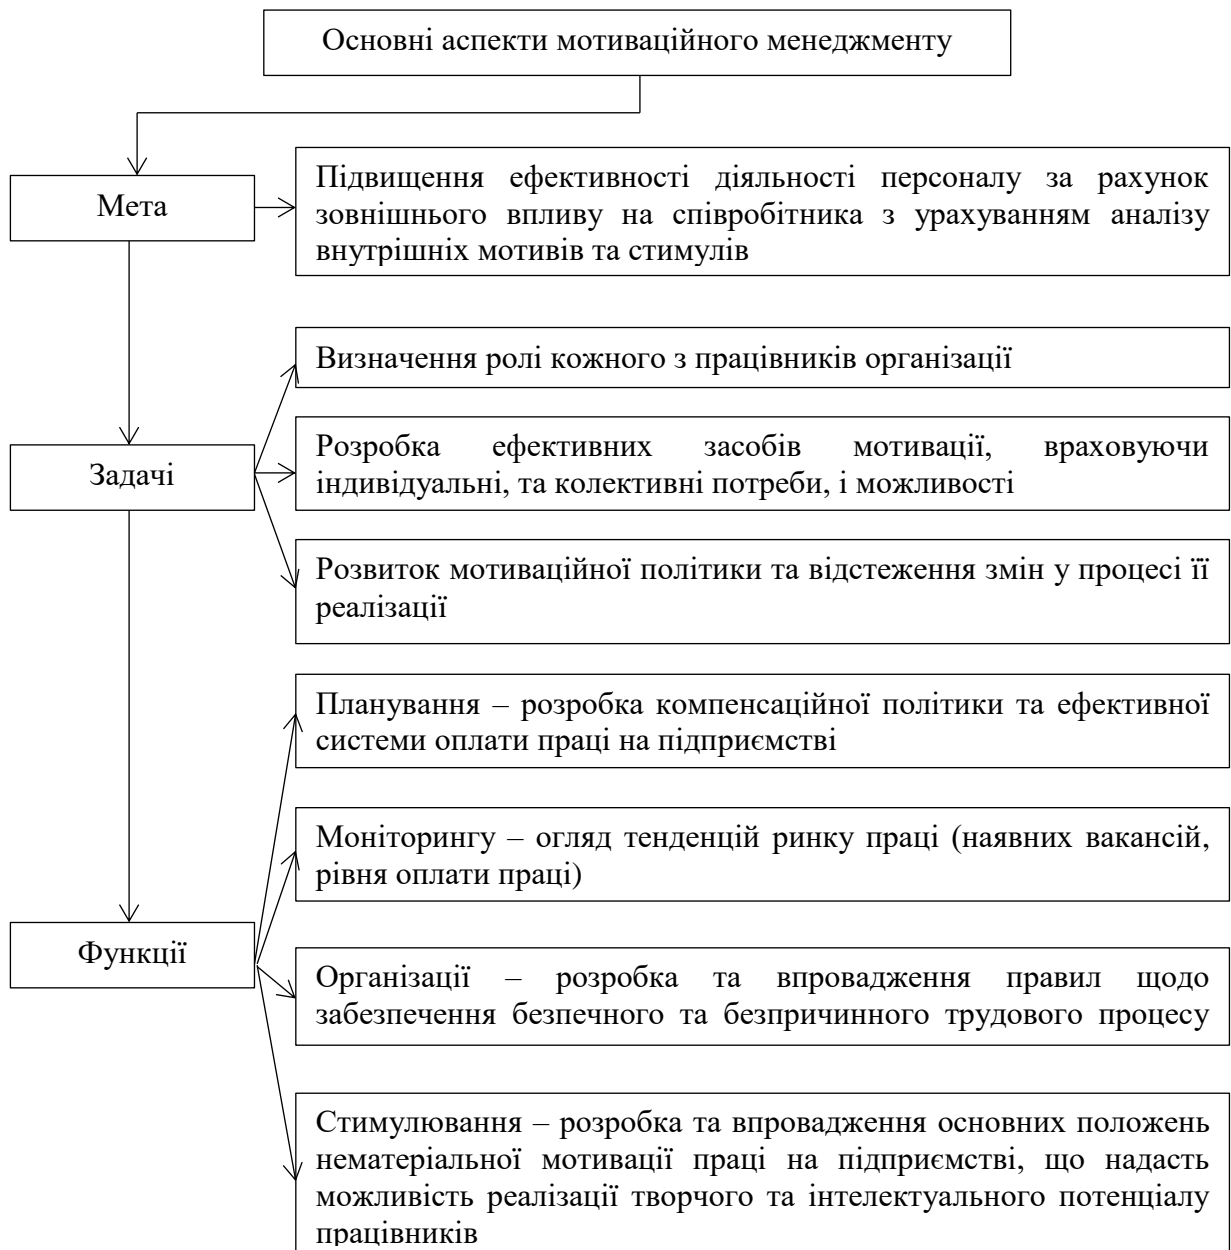 Основні аспекти мотиваційного менеджменту
Мета
Підвищення ефективності діяльності персоналу за рахунок
зовнішнього впливу на співробітника з урахуванням аналізу
внутрішніх мотивів та стимулів
Задачі
Визначення ролі кожного з працівників організації
Розробка ефективних засобів мотивації, враховуючи
індивідуальні, та колективні потреби, і можливості
Розвиток мотиваційної політики та відстеження змін у процесі її
реалізації
Функції
Планування – розробка компенсаційної політики та ефективної
системи оплати праці на підприємстві
Моніторингу – огляд тенденцій ринку праці (наявних вакансій,
рівня оплати праці)
Організації – розробка та впровадження правил щодо
забезпечення безпечного та безпричинного трудового процесу
Стимулювання – розробка та впровадження основних положень
нематеріальної мотивації праці на підприємстві, що надасть
можливість реалізації творчого та інтелектуального потенціалу
працівників